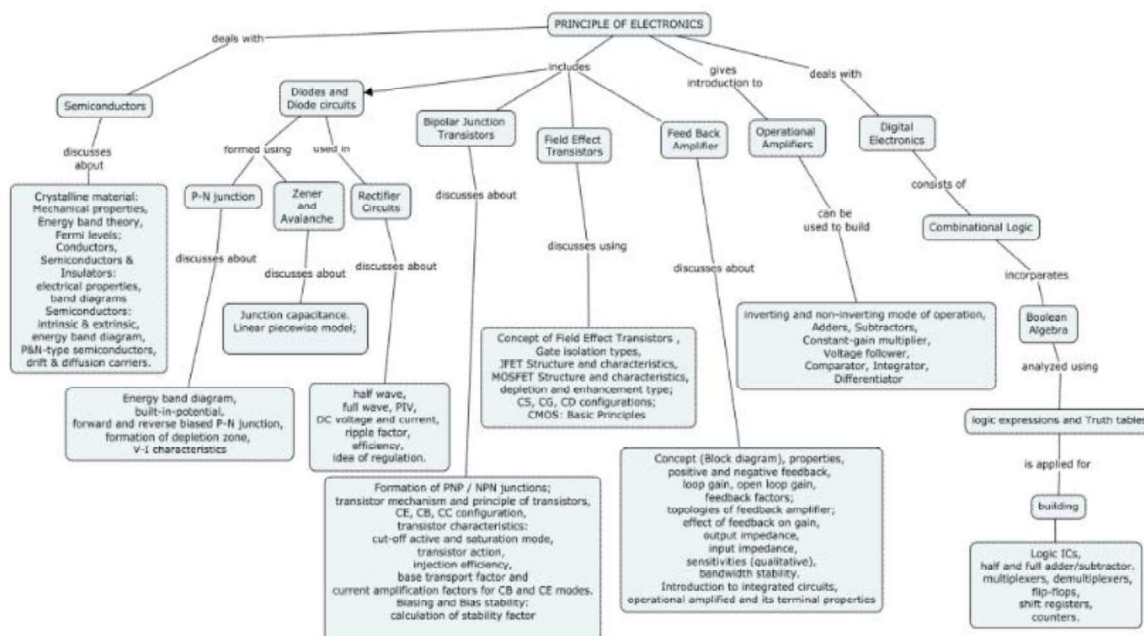 PRINCIPLE OF ELECTRONICS
deals with
includes
gives
introduction to
deals with
Semiconductors
Diodes and
Diode circuits
Bipolar Junction
Transistors
Field Effect
Transistors
Feed Back
Amplifier
Operational
Amplifiers
Digital
Electronics
discusses
about
formed using
used in
discusses about
discusses using
discusses about
can be
used to build
consists of
Crystalline material:
Mechanical properties,
Energy band theory,
Fermi levels;
Conductors,
Semiconductors &
Insulators:
electrical properties,
band diagrams
Semiconductors:
intrinsic & extrinsic,
energy band diagram,
P&N-type semiconductors,
drift & diffusion carriers.
P-N junction
Zener
and
Avalanche
Rectifier
Circuits
Combinational Logic
discusses about
discusses about
discusses about
incorparates
Junction capacitance.
Linear piecewise model;
Energy band diagram,
built-in-potential,
forward and reverse biased P-N junction,
formation of depletion zone,
V-I characteristics
half wave,
full wave, PIV,
DC voltage and current,
ripple factor,
efficiency,
idea of regulation.
Concept of Field Effect Transistors ,
Gate isolation types,
JFET Structure and characteristics,
MOSFET Structure and characteristics,
depletion and enhancement type;
CS, CG, CD configurations;
CMOS: Basic Principles
inverting and non-inverting mode of operation,
Adders, Subtractors,
Constant-gain multiplier,
Voltage follower,
Comparator, Integrator,
Differentiator
Boolean
Algebra
analyzed using
logic expressions and Truth tables
is applied for
building
Logic ICs,
half and full adder/subtractor.
multiplexers, demultiplexers,
flip-flops,
shift registers,
counters.
Formation of PNP / NPN junctions;
transistor mechanism and principle of transistors,
CE, CB, CC configuration,
transistor characteristics:
cut-off active and saturation mode,
transistor action,
injection efficiency,
base transport factor and
current amplification factors for CB and CE modes.
Biasing and Bias stability:
calculation of stability factor
Concept (Block diagram), properties,
positive and negative feedback,
loop gain, open loop gain,
feedback factors;
topologies of feedback amplifier;
effect of feedback on gain,
output impedance,
input impedance,
sensitivities (qualitative),
bandwidth stability.
Introduction to integrated circuits,
operational amplified and its terminal properties